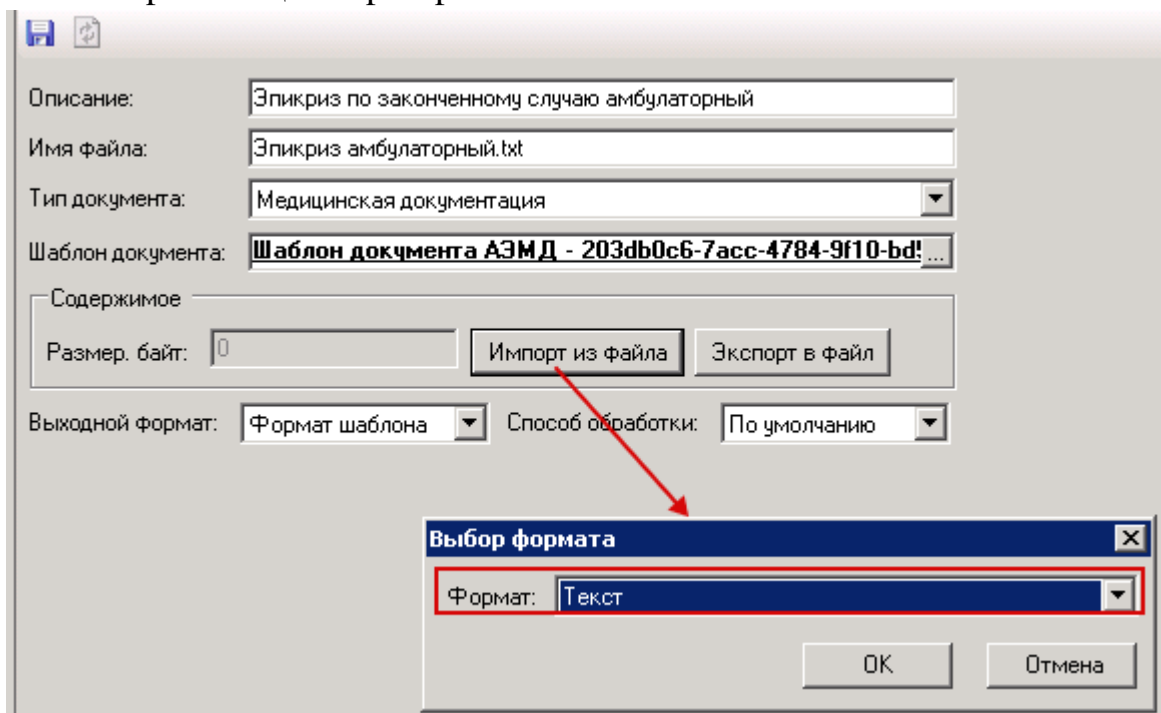 Описание: Эпикриз по законченному случаю амбулаторный
Имя файла: Эпикриз амбулаторный.txt
Тип документа: Медицинская документация
Шаблон документа: Шаблон документа АЭМД - 203db0c6-7acc-4784-9f10-bd ...
Содержимое
Размер. байт: 0 Импорт из файла Экспорт в файл
Выходной формат: Формат шаблона Способ обработки: По умолчанию
Выбор формата
Формат: Текст
OK Отмена